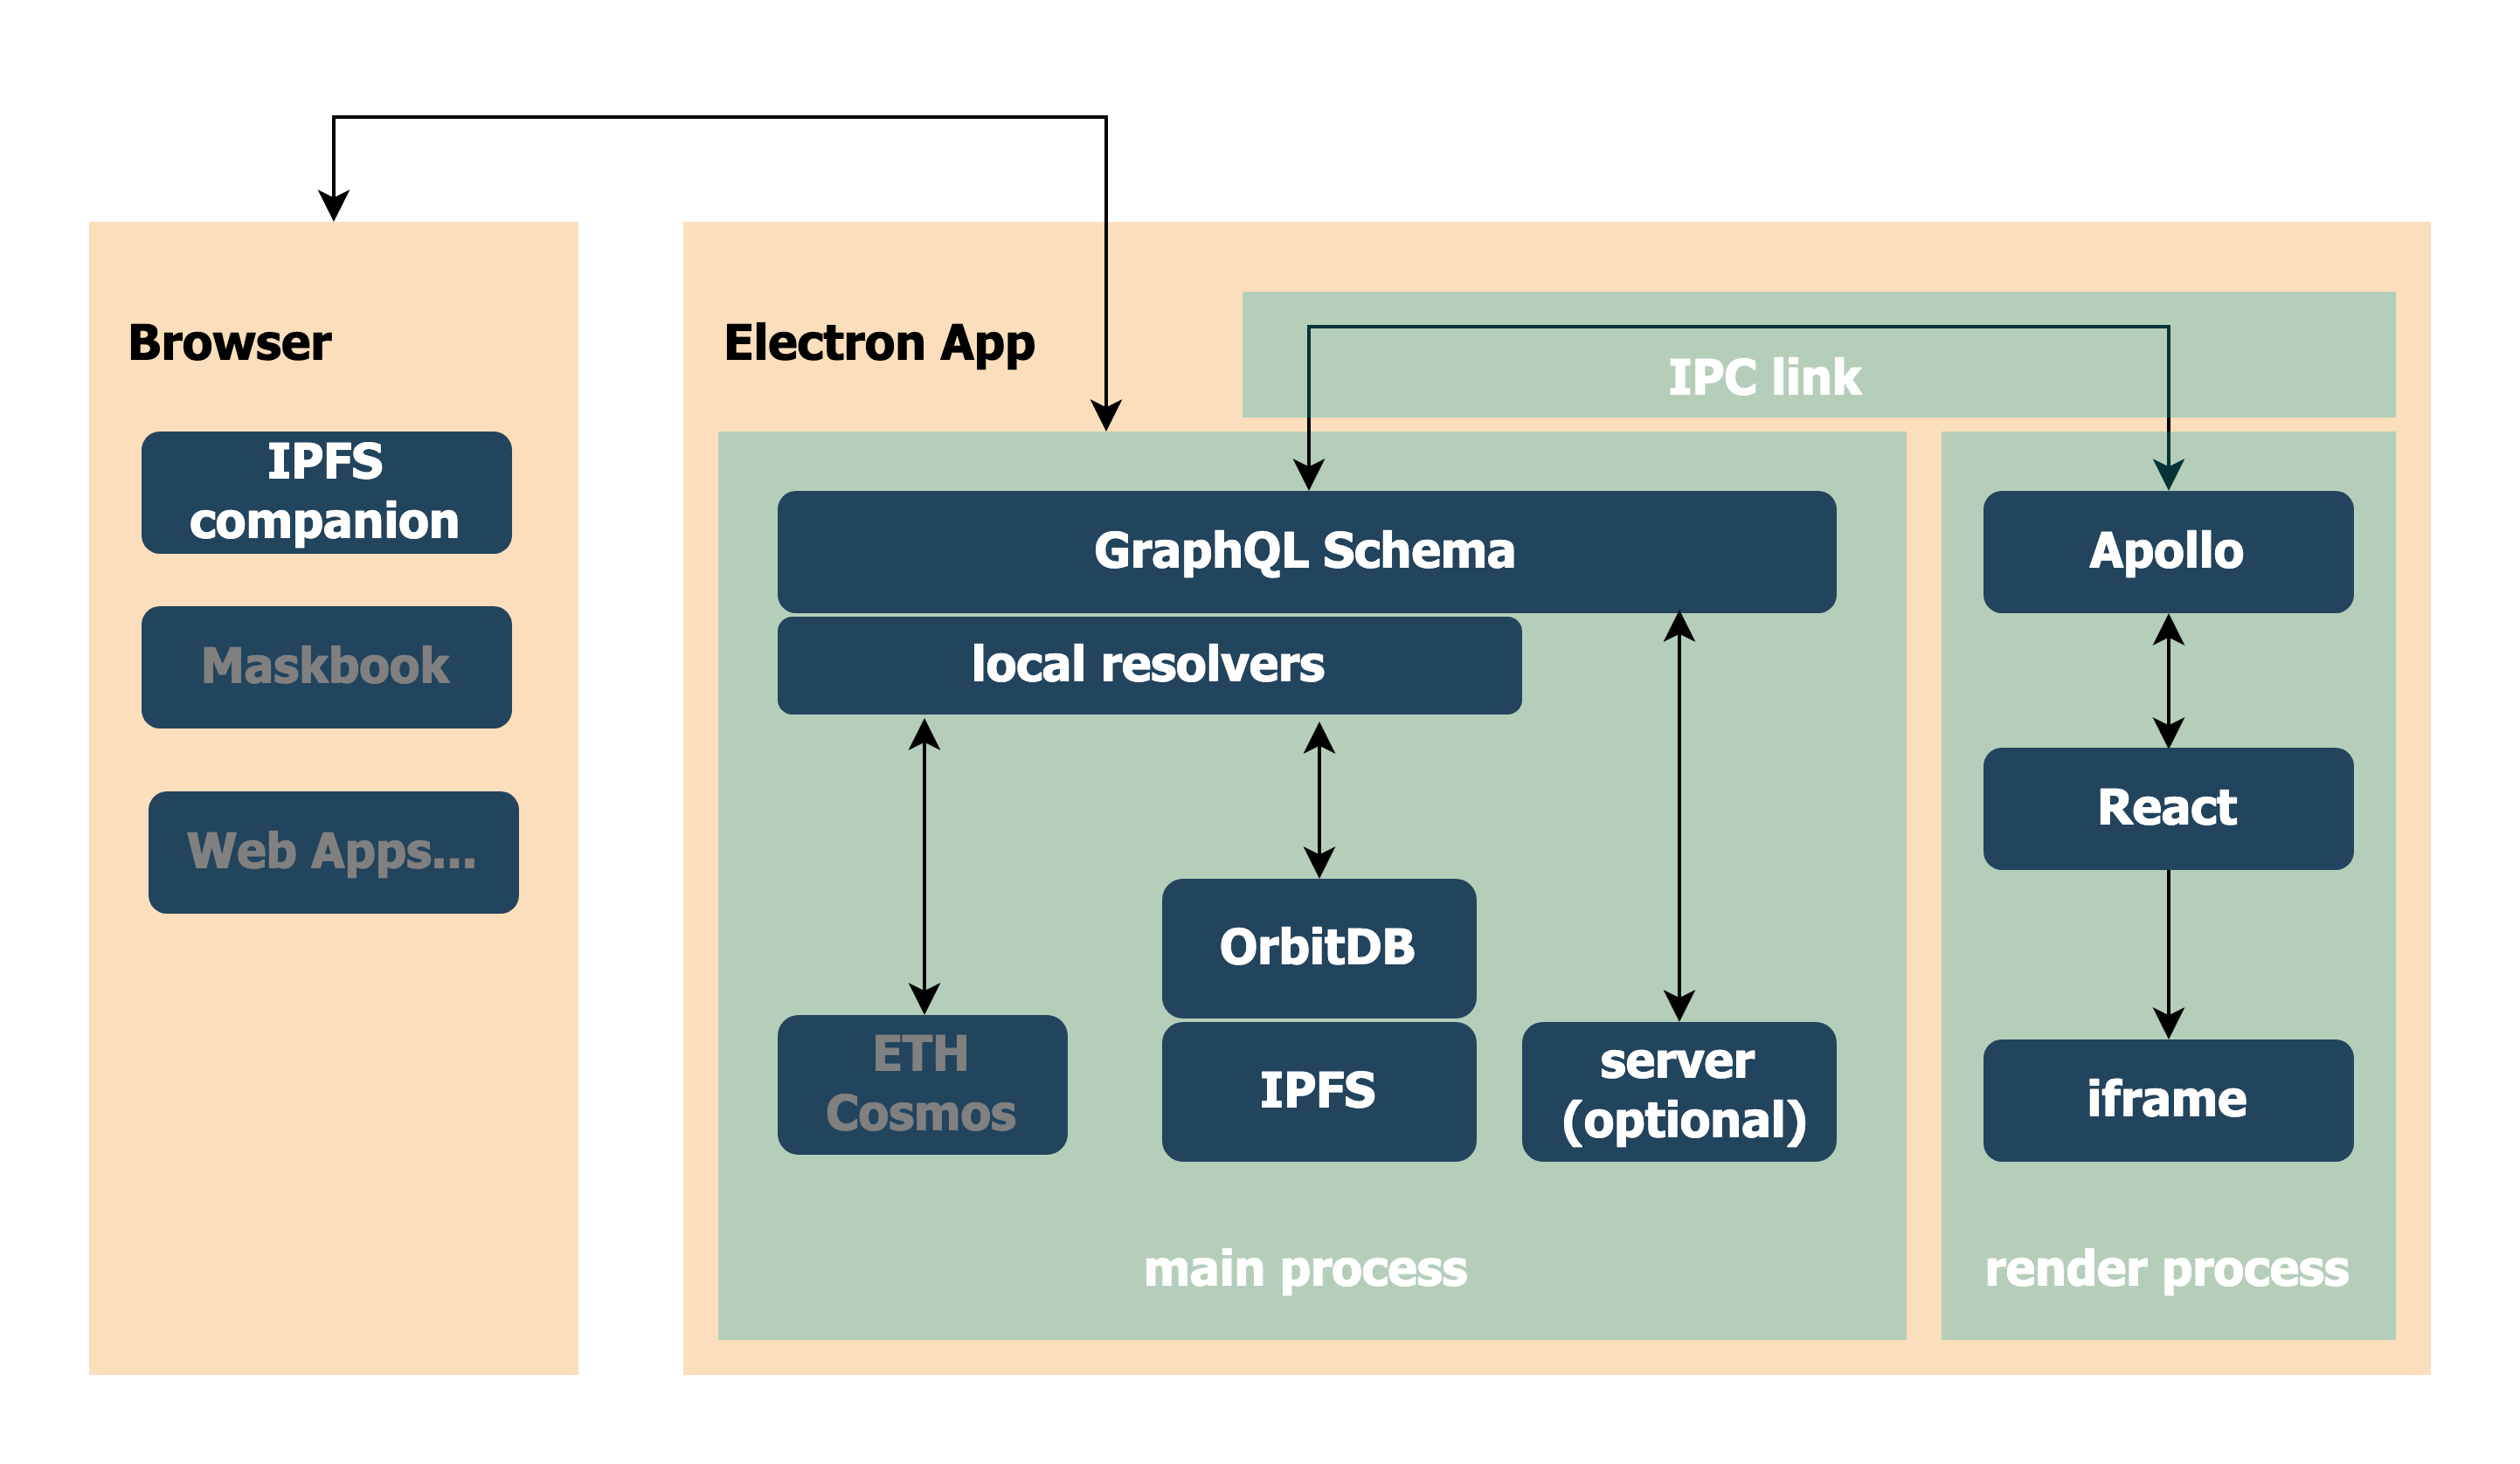 Browser
IPFS
companion
Maskbook
Web Apps...
Electron App
IPC link
GraphQL Schema
local resolvers
ETH
Cosmos
OrbitDB
IPFS
server
(optional)
main process
Apollo
React
iframe
render process